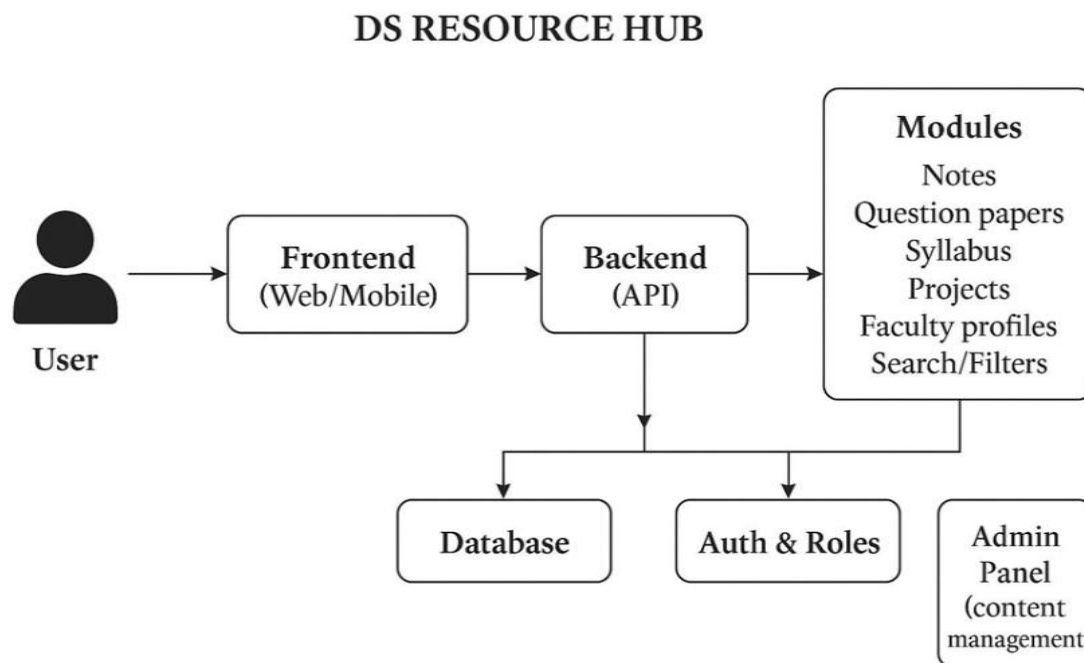 DS RESOURCE HUB
User
Frontend
(Web/Mobile)
Backend
(API)
Modules
Notes
Question papers
Syllabus
Projects
Faculty profiles
Search/Filters
Database
Auth & Roles
Admin
Panel
(content
management